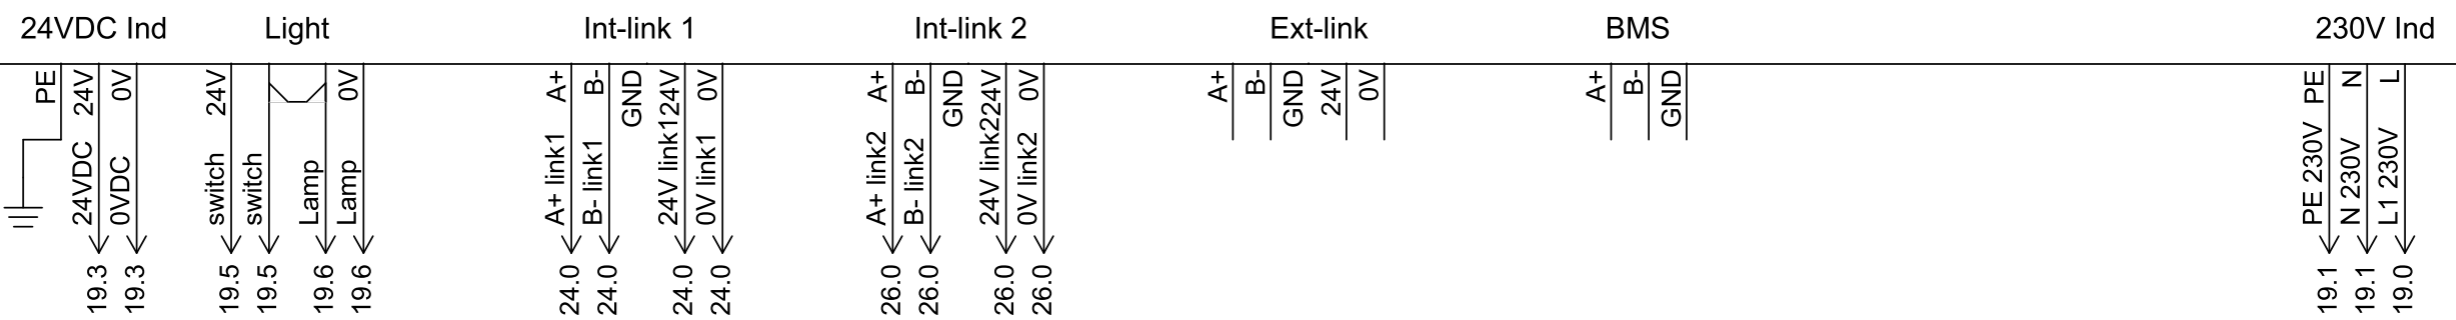 24VDC Ind
Light
Int-link 1
Int-link 2
Ext-link
BMS
230V Ind
PE
24V
0V
24V
0V
A+
B-
GND
24V
0V
A+
B-
GND
24V
0V
A+
B-
GND
24V
0V
A+
B-
GND
PE
N
L
24VDC
0VDC
switch
switch
Lamp
Lamp
A+ link1
B- link1
24V link1
0V link1
A+ link2
B- link2
24V link2
0V link2
PE 230V
N 230V
L1 230V
19.3
19.3
19.5
19.5
19.6
19.6
24.0
24.0
24.0
24.0
26.0
26.0
26.0
26.0
19.1
19.1
19.0